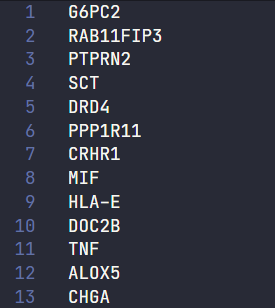 1 G6PC2
2 RAB11FIP3
3 PTPRN2
4 SCT
5 DRD4
6 PPP1R11
7 CRHR1
8 MIF
9 HLA-E
10 DOC2B
11 TNF
12 ALOX5
13 CHGA